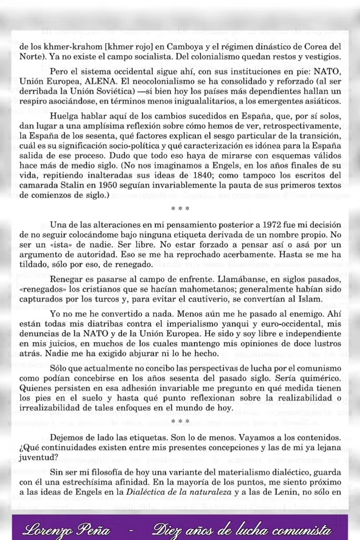 de los khmer-krahom [khmer rojo] en Camboya y el régimen dinástico de Corea del
Norte). Ya no existe el campo socialista. Del colonialismo quedan restos y vestigios.
Pero el sistema occidental sigue ahí, con sus instituciones en pie: NATO,
Unión Europea, ALENA. El neocolonialismo se ha consolidado y reforzado (al ser
derribada la Unión Soviética) —si bien hoy los países más dependientes hallan un
respiro asociándose, en términos menos inigualalitarios, a los emergentes asiáticos.
Huelga hablar aquí de los cambios sucedidos en España, que, por sí solos,
dan lugar a una amplísima reflexión sobre cómo hemos de ver, retrospectivamente,
la España de los sesenta, qué factores explican el sesgo particular de la transición,
cuál es su significación socio-política y qué caracterización es idónea para la España
salida de ese proceso. Dudo que todo eso haya de mirarse con esquemas válidos
hace más de medio siglo. (No nos imaginamos a Engels, en los años finales de su
vida, repitiendo inalteradas sus ideas de 1840; como tampoco los escritos del
camarada Stalin en 1950 seguían invariablemente la pauta de sus primeros textos
de comienzos de siglo.)
* * *
Una de las alteraciones en mi pensamiento posterior a 1972 fue mi decisión
de no seguir colocándome bajo ninguna etiqueta derivada de un nombre propio. No
ser un «ista» de nadie. Ser libre. No estar forzado a pensar así o asá por un
argumento de autoridad. Eso se me ha reprochado acerbamente. Hasta se me ha
tildado, sólo por eso, de renegado.
Renegar es pasarse al campo de enfrente. Llamábanse, en siglos pasados,
«renegados» los cristianos que se hacían mahometanos; generalmente habían sido
capturados por los turcos y, para evitar el cautiverio, se convertían al Islam.
Yo no me he convertido a nada. Menos aún me he pasado al enemigo. Ahí
están todas mis diatribas contra el imperialismo yanqui y euro-occidental, mis
denuncias de la NATO y de la Unión Europea. He sido y soy libre e independiente
en mis juicios, en muchos de los cuales mantengo mis opiniones de doce lustros
atrás. Nadie me ha exigido abjurar ni lo he hecho.
Sólo que actualmente no concibo las perspectivas de lucha por el comunismo
como podían concebirse en los años sesenta del pasado siglo. Sería quimérico.
Quienes persisten en esa adhesión invariable me pregunto en qué medida tienen
los pies en el suelo y hasta qué punto reflexionan sobre la realizabilidad o
irrealizabilidad de tales enfoques en el mundo de hoy.
* * *
Dejemos de lado las etiquetas. Son lo de menos. Vayamos a los contenidos.
¿Qué continuidades existen entre mis presentes concepciones y las de mi ya lejana
juventud?
Sin ser mi filosofía de hoy una variante del materialismo dialéctico, guarda
con él una estrechísima afinidad. En la mayoría de los puntos, me siento próximo
a las ideas de Engels en la Dialéctica de la naturaleza y a las de Lenin, no sólo en
Lorenzo Peña - Diez años de lucha comunista